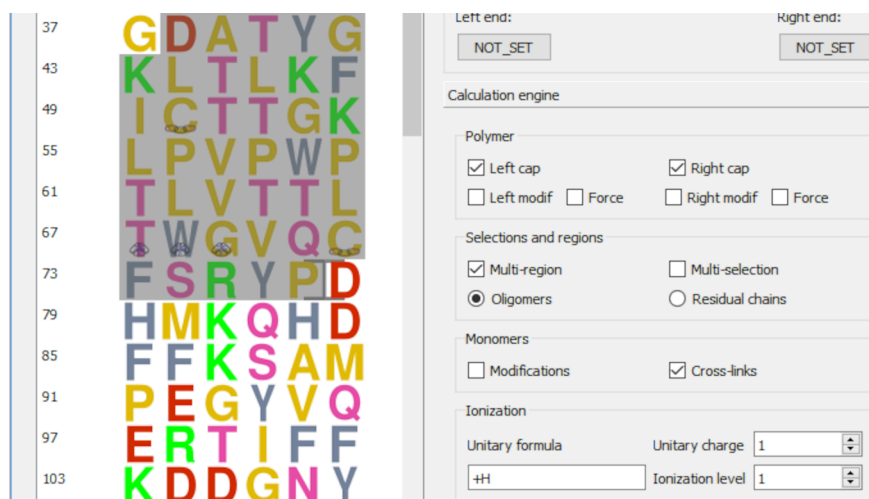 37 G D A T Y G
43 K L T L K F
49 I C T T G K
55 L P V P W P
61 T L V T T L
67 T W G V Q C
73 F S R Y P D
79 H M K Q H D
85 F F K S A M
91 P E G Y V Q
97 E R T I F F
103 K D D G N Y
Left end: Right end:
NOT_SET NOT_SET
Calculation engine
Polymer
Left cap Right cap
Left modif Force Right modif Force
Selections and regions
Multi-region Multi-selection
Oligomers Residual chains
Monomers
Modifications Cross-links
Ionization
Unitary formula Unitary charge 1
+H Ionization level 1